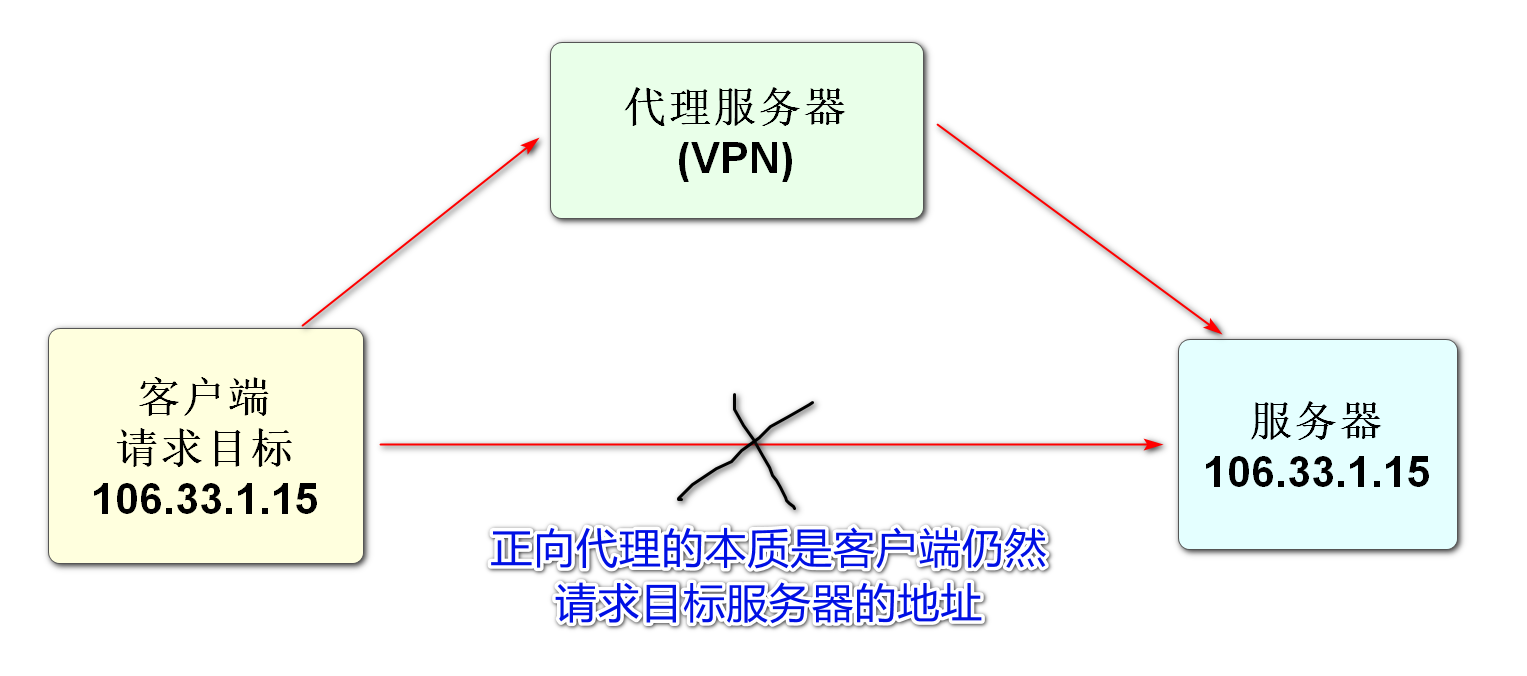 代理服务器
(VPN)
客户端
请求目标
106.33.1.15
服务器
106.33.1.15
正向代理的本质是客户端仍然
请求目标服务器的地址